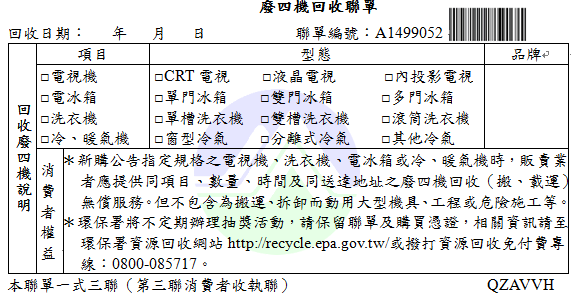 廢四機回收聯單
回收日期： 年 月 日 聯單編號：A1499052
項目 型態 品牌
□電視機 □CRT電視 □液晶電視 □內投影電視
□電冰箱 □單門冰箱 □雙門冰箱 □多門冰箱
□洗衣機 □單槽洗衣機 □雙槽洗衣機 □滾筒洗衣機
□冷、暖氣機 □窗型冷氣 □分離式冷氣 □其他冷氣
回收廢四機說明
消費者權益
＊新購公告指定規格之電視機、洗衣機、電冰箱或冷、暖氣機時，販賣業
者應提供同項目、數量、時間及同送達地址之廢四機回收（搬、載運）
無償服務。但不包含為搬運、拆卸而動用大型機具、工程或危險施工等。
＊環保署將不定期辦理抽獎活動，請保留聯單及購買憑證，相關資訊請至
環保署資源回收網站 http://recycle.epa.gov.tw/或撥打資源回收免付費專
線：0800-085717。
本聯單一式三聯（第三聯消費者收執聯） QZAVVH